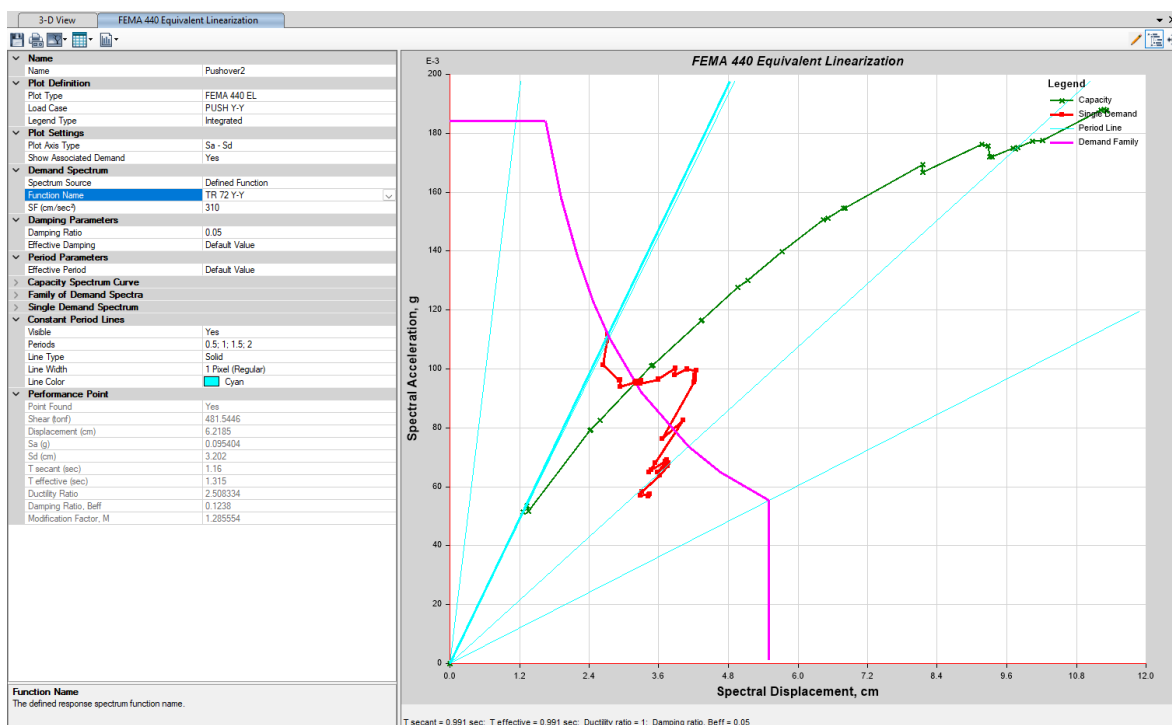 3-D View FEMA 440 Equivalent Linearization
Name
Name Pushover2
Plot Definition
Plot Type FEMA 440 EL
Load Case PUSH Y-Y
Legend Type Integrated
Plot Settings
Plot Axis Type Sa - Sd
Show Associated Demand Yes
Demand Spectrum
Spectrum Source Defined Function
Function Name TR 72 Y-Y
SF (cm/sec²) 310
Damping Parameters
Damping Ratio 0.05
Effective Damping Default Value
Period Parameters
Effective Period Default Value
Capacity Spectrum Curve
Family of Demand Spectra
Single Demand Spectrum
Constant Period Lines
Visible Yes
Periods 0.5; 1; 1.5; 2
Line Type Solid
Line Width 1 Pixel (Regular)
Line Color Cyan
Performance Point
Point Found Yes
Shear (tonf) 481.5446
Displacement (cm) 6.2185
Sa (g) 0.095404
Sd (cm) 3.202
T secant (sec) 1.16
T effective (sec) 1.315
Ductility Ratio 2.508334
Damping Ratio, Beff 0.1238
Modification Factor, M 1.285554
Function Name
The defined response spectrum function name.
FEMA 440 Equivalent Linearization
E-3
200
180
160
140
120
100
80
60
40
20
0
Spectral Acceleration, g
Legend
Capacity
Single Demand
Period Line
Demand Family
0.0 1.2 2.4 3.6 4.8 6.0 7.2 8.4 9.6 10.8 12.0
Spectral Displacement, cm
T secant = 0.991 sec; T effective = 0.991 sec; Ductility ratio = 1; Damping ratio, Beff = 0.05